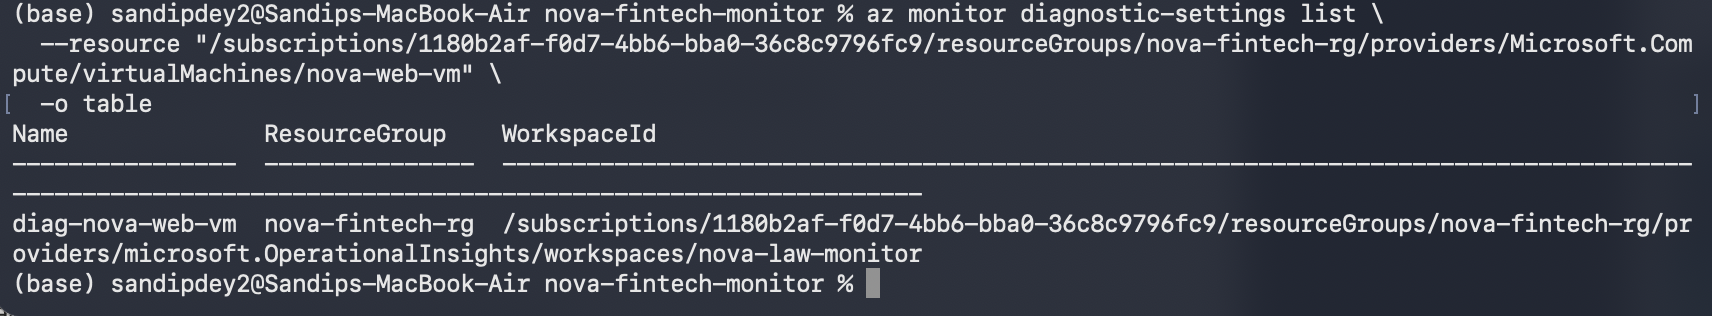 (base) sandipdey2@Sandips-MacBook-Air nova-fintech-monitor % az monitor diagnostic-settings list \
  --resource "/subscriptions/1180b2af-f0d7-4bb6-bba0-36c8c9796fc9/resourceGroups/nova-fintech-rg/providers/Microsoft.Com
pute/virtualMachines/nova-web-vm" \
[  -o table ]
Name              ResourceGroup    WorkspaceId
----------------  ---------------  -------------------------------------------------------------------------------------
-----------------------------------------------------------------
diag-nova-web-vm  nova-fintech-rg  /subscriptions/1180b2af-f0d7-4bb6-bba0-36c8c9796fc9/resourceGroups/nova-fintech-rg/pr
oviders/microsoft.OperationalInsights/workspaces/nova-law-monitor
(base) sandipdey2@Sandips-MacBook-Air nova-fintech-monitor %